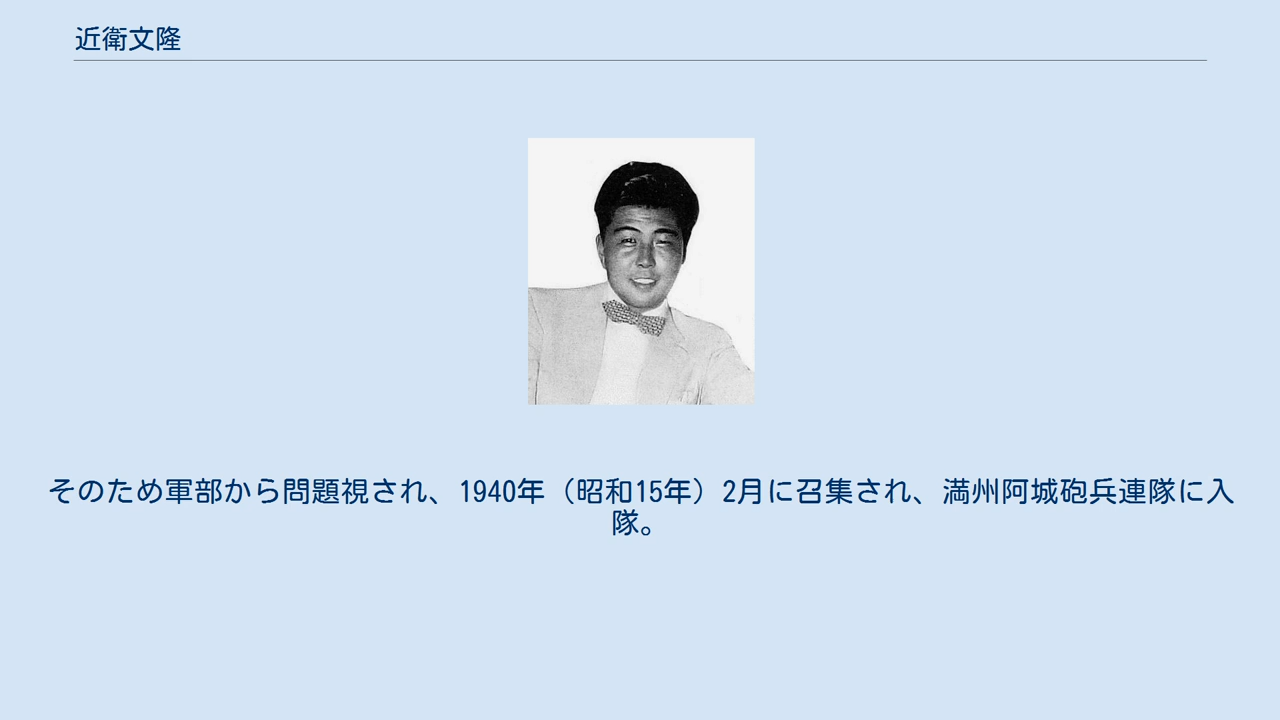 近衛文隆
そのため軍部から問題視され、1940年（昭和15年）2月に召集され、満州阿城砲兵連隊に入
隊。